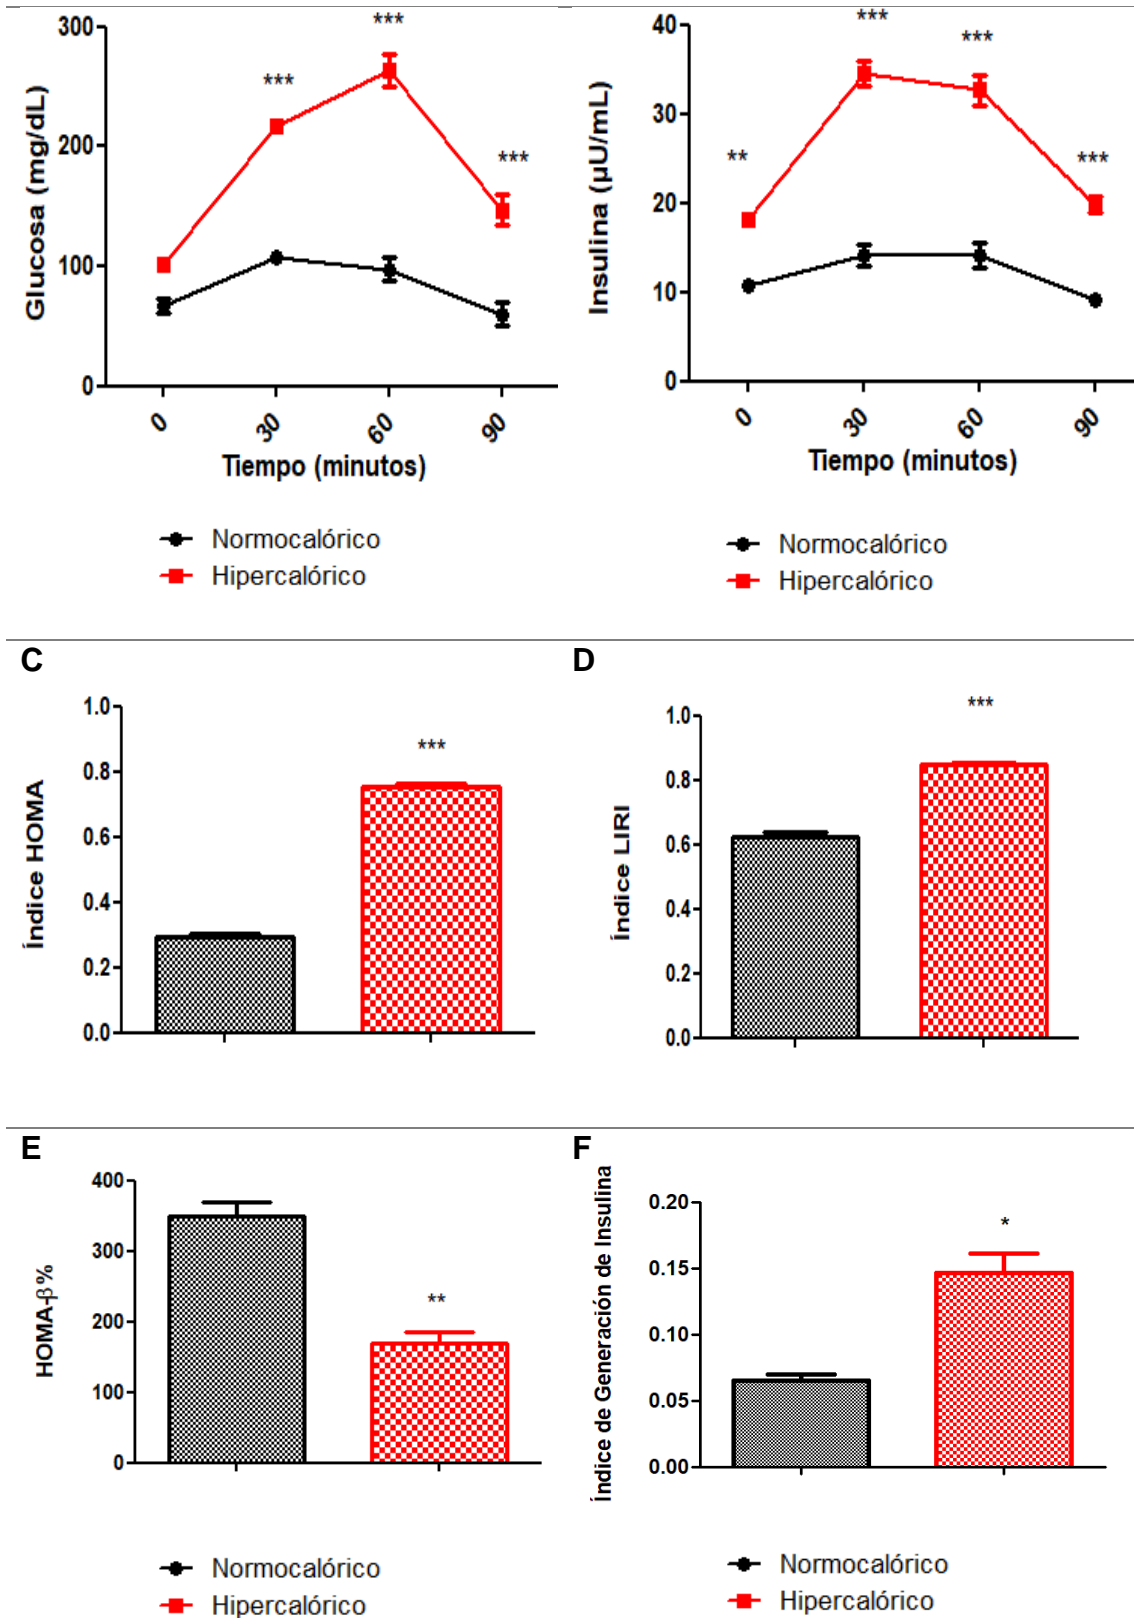 Glucosa (mg/dL)
300
200
100
0
***
***
***
0
30
60
90
Tiempo (minutos)
Normocalórico
Hipercalórico
Insulina (µU/mL)
40
30
20
10
0
**
***
***
***
0
30
60
90
Tiempo (minutos)
Normocalórico
Hipercalórico
C
Índice HOMA
1.0
0.8
0.6
0.4
0.2
0.0
***
D
Índice LIRI
1.0
0.8
0.6
0.4
0.2
0.0
***
E
HOMA-β%
400
300
200
100
0
**
F
Índice de Generación de Insulina
0.20
0.15
0.10
0.05
0.00
*
Normocalórico
Hipercalórico
Normocalórico
Hipercalórico